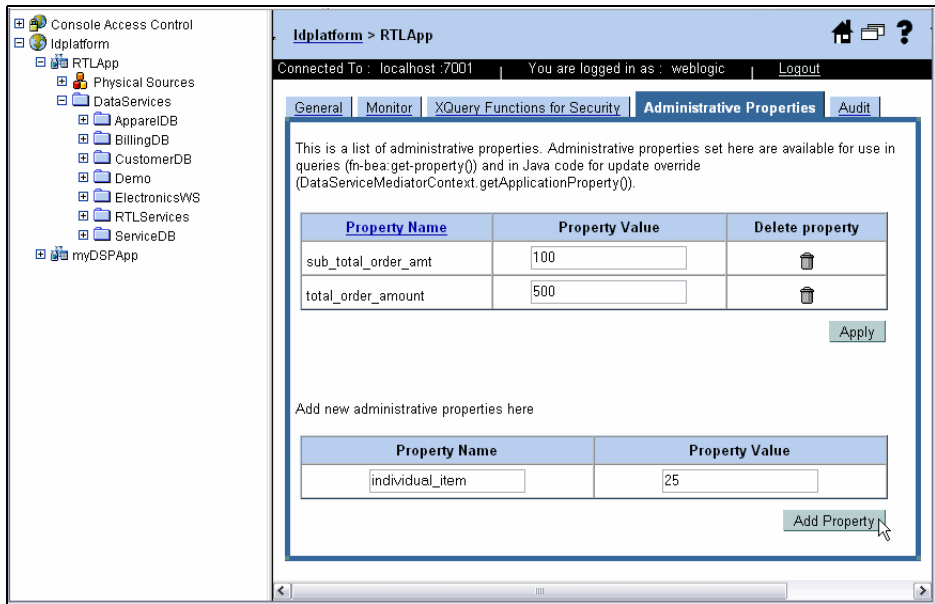 Console Access Control
ldplatform
RTLApp
Physical Sources
DataServices
ApparelDB
BillingDB
CustomerDB
Demo
ElectronicsWS
RTLServices
ServiceDB
myDSPApp
ldplatform > RTLApp
Connected To : localhost :7001 | You are logged in as : weblogic | Logout
General Monitor XQuery Functions for Security Administrative Properties Audit
This is a list of administrative properties. Administrative properties set here are available for use in
queries (fn-bea:get-property()) and in Java code for update override
(DataServiceMediatorContext.getApplicationProperty()).
Property Name Property Value Delete property
sub_total_order_amt 100
total_order_amount 500
Apply
Add new administrative properties here
Property Name Property Value
individual_item 25
Add Property